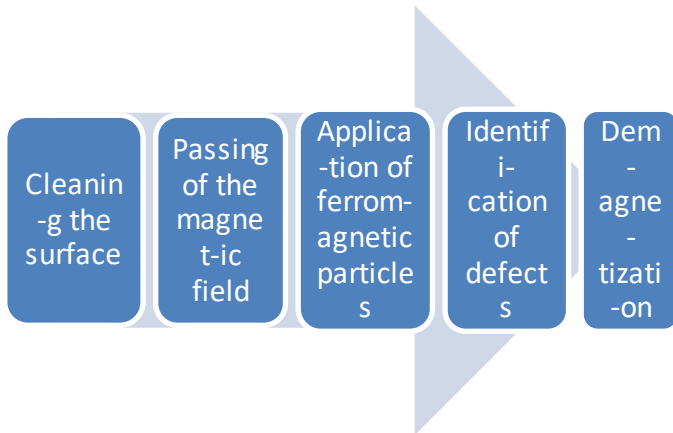 Cleanin
-g the
surface
Passing
of the
magne
t-ic
field
Applica
-tion of
ferrom-
agnetic
particle
s
Identif
i-
cation
of
defect
s
Dem
-
agne
-
tizati
-on